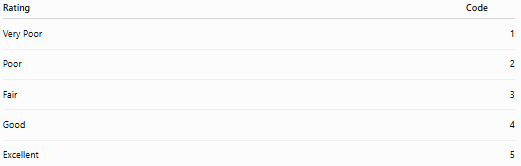 Rating Code
Very Poor 1
Poor 2
Fair 3
Good 4
Excellent 5